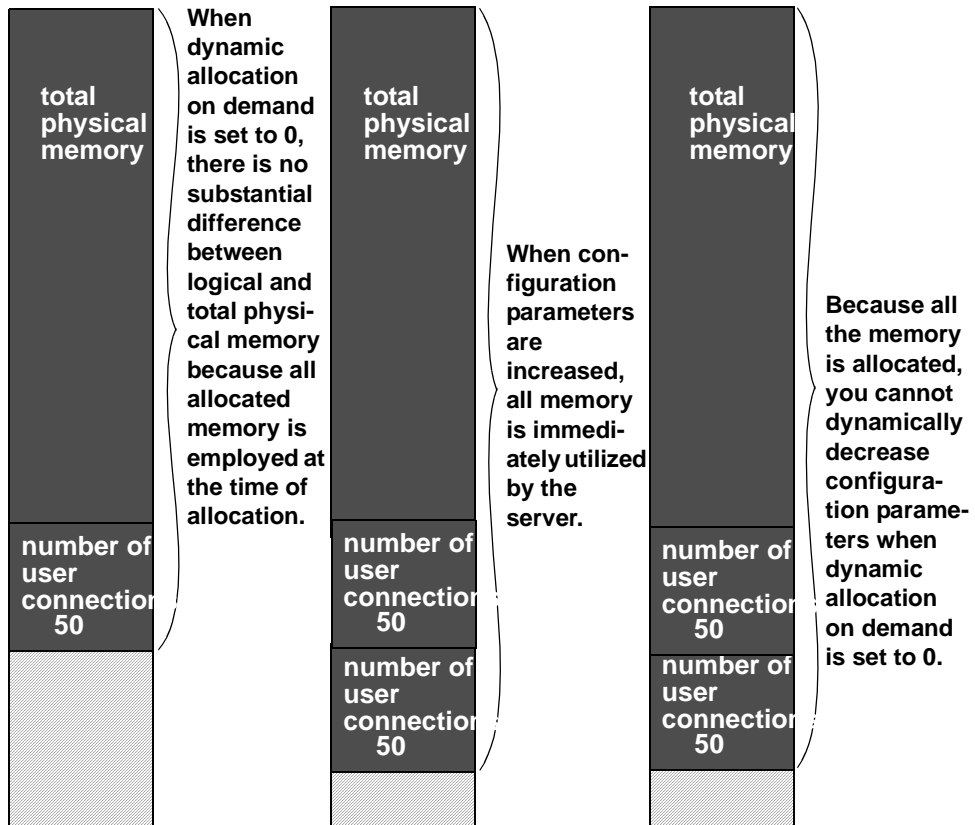 total
physical
memory
number of
user
connections
50
When
dynamic
allocation
on demand
is set to 0,
there is no
substantial
difference
between
logical and
total physi-
cal memory
because all
allocated
memory is
employed at
the time of
allocation.
total
physical
memory
number of
user
connections
50
number of
user
connections
50
When con-
figuration
parameters
are
increased,
all memory
is immedi-
ately utilized
by the
server.
total
physical
memory
number of
user
connections
50
number of
user
connections
50
Because all
the memory
is allocated,
you cannot
dynamically
decrease
configura-
tion parame-
ters when
dynamic
allocation
on demand
is set to 0.